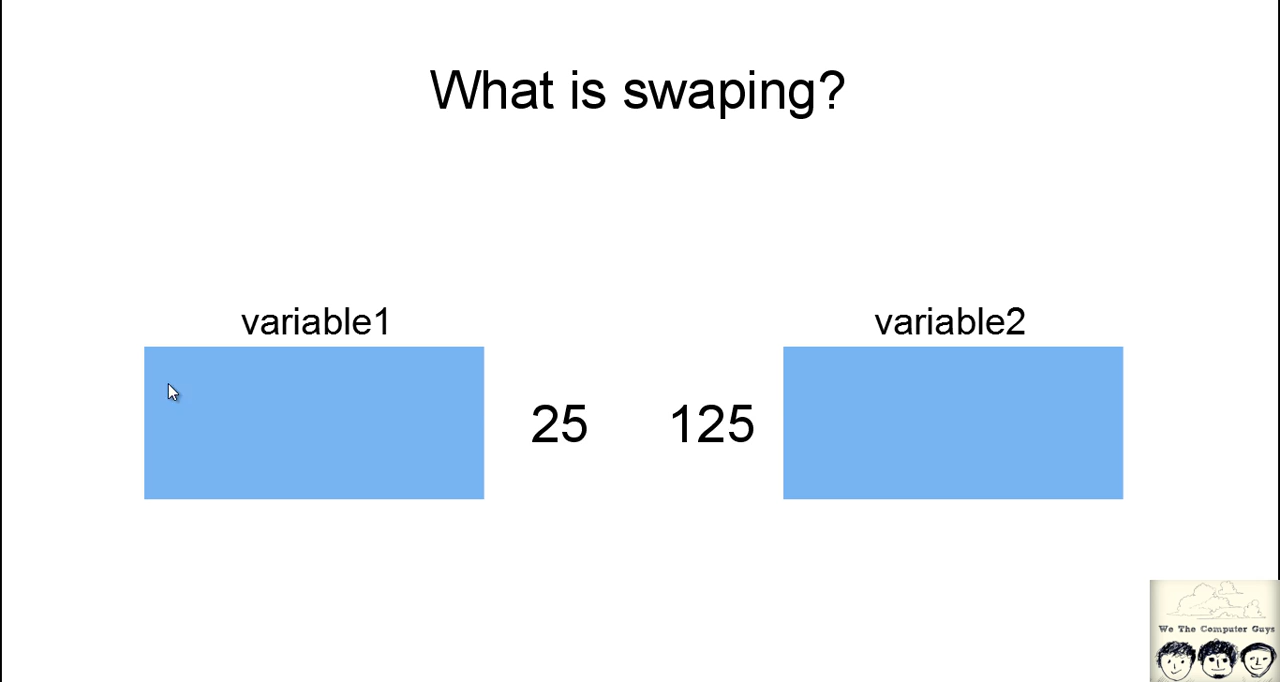 What is swaping?
variable1
variable2
25
125
We The Computer Guys